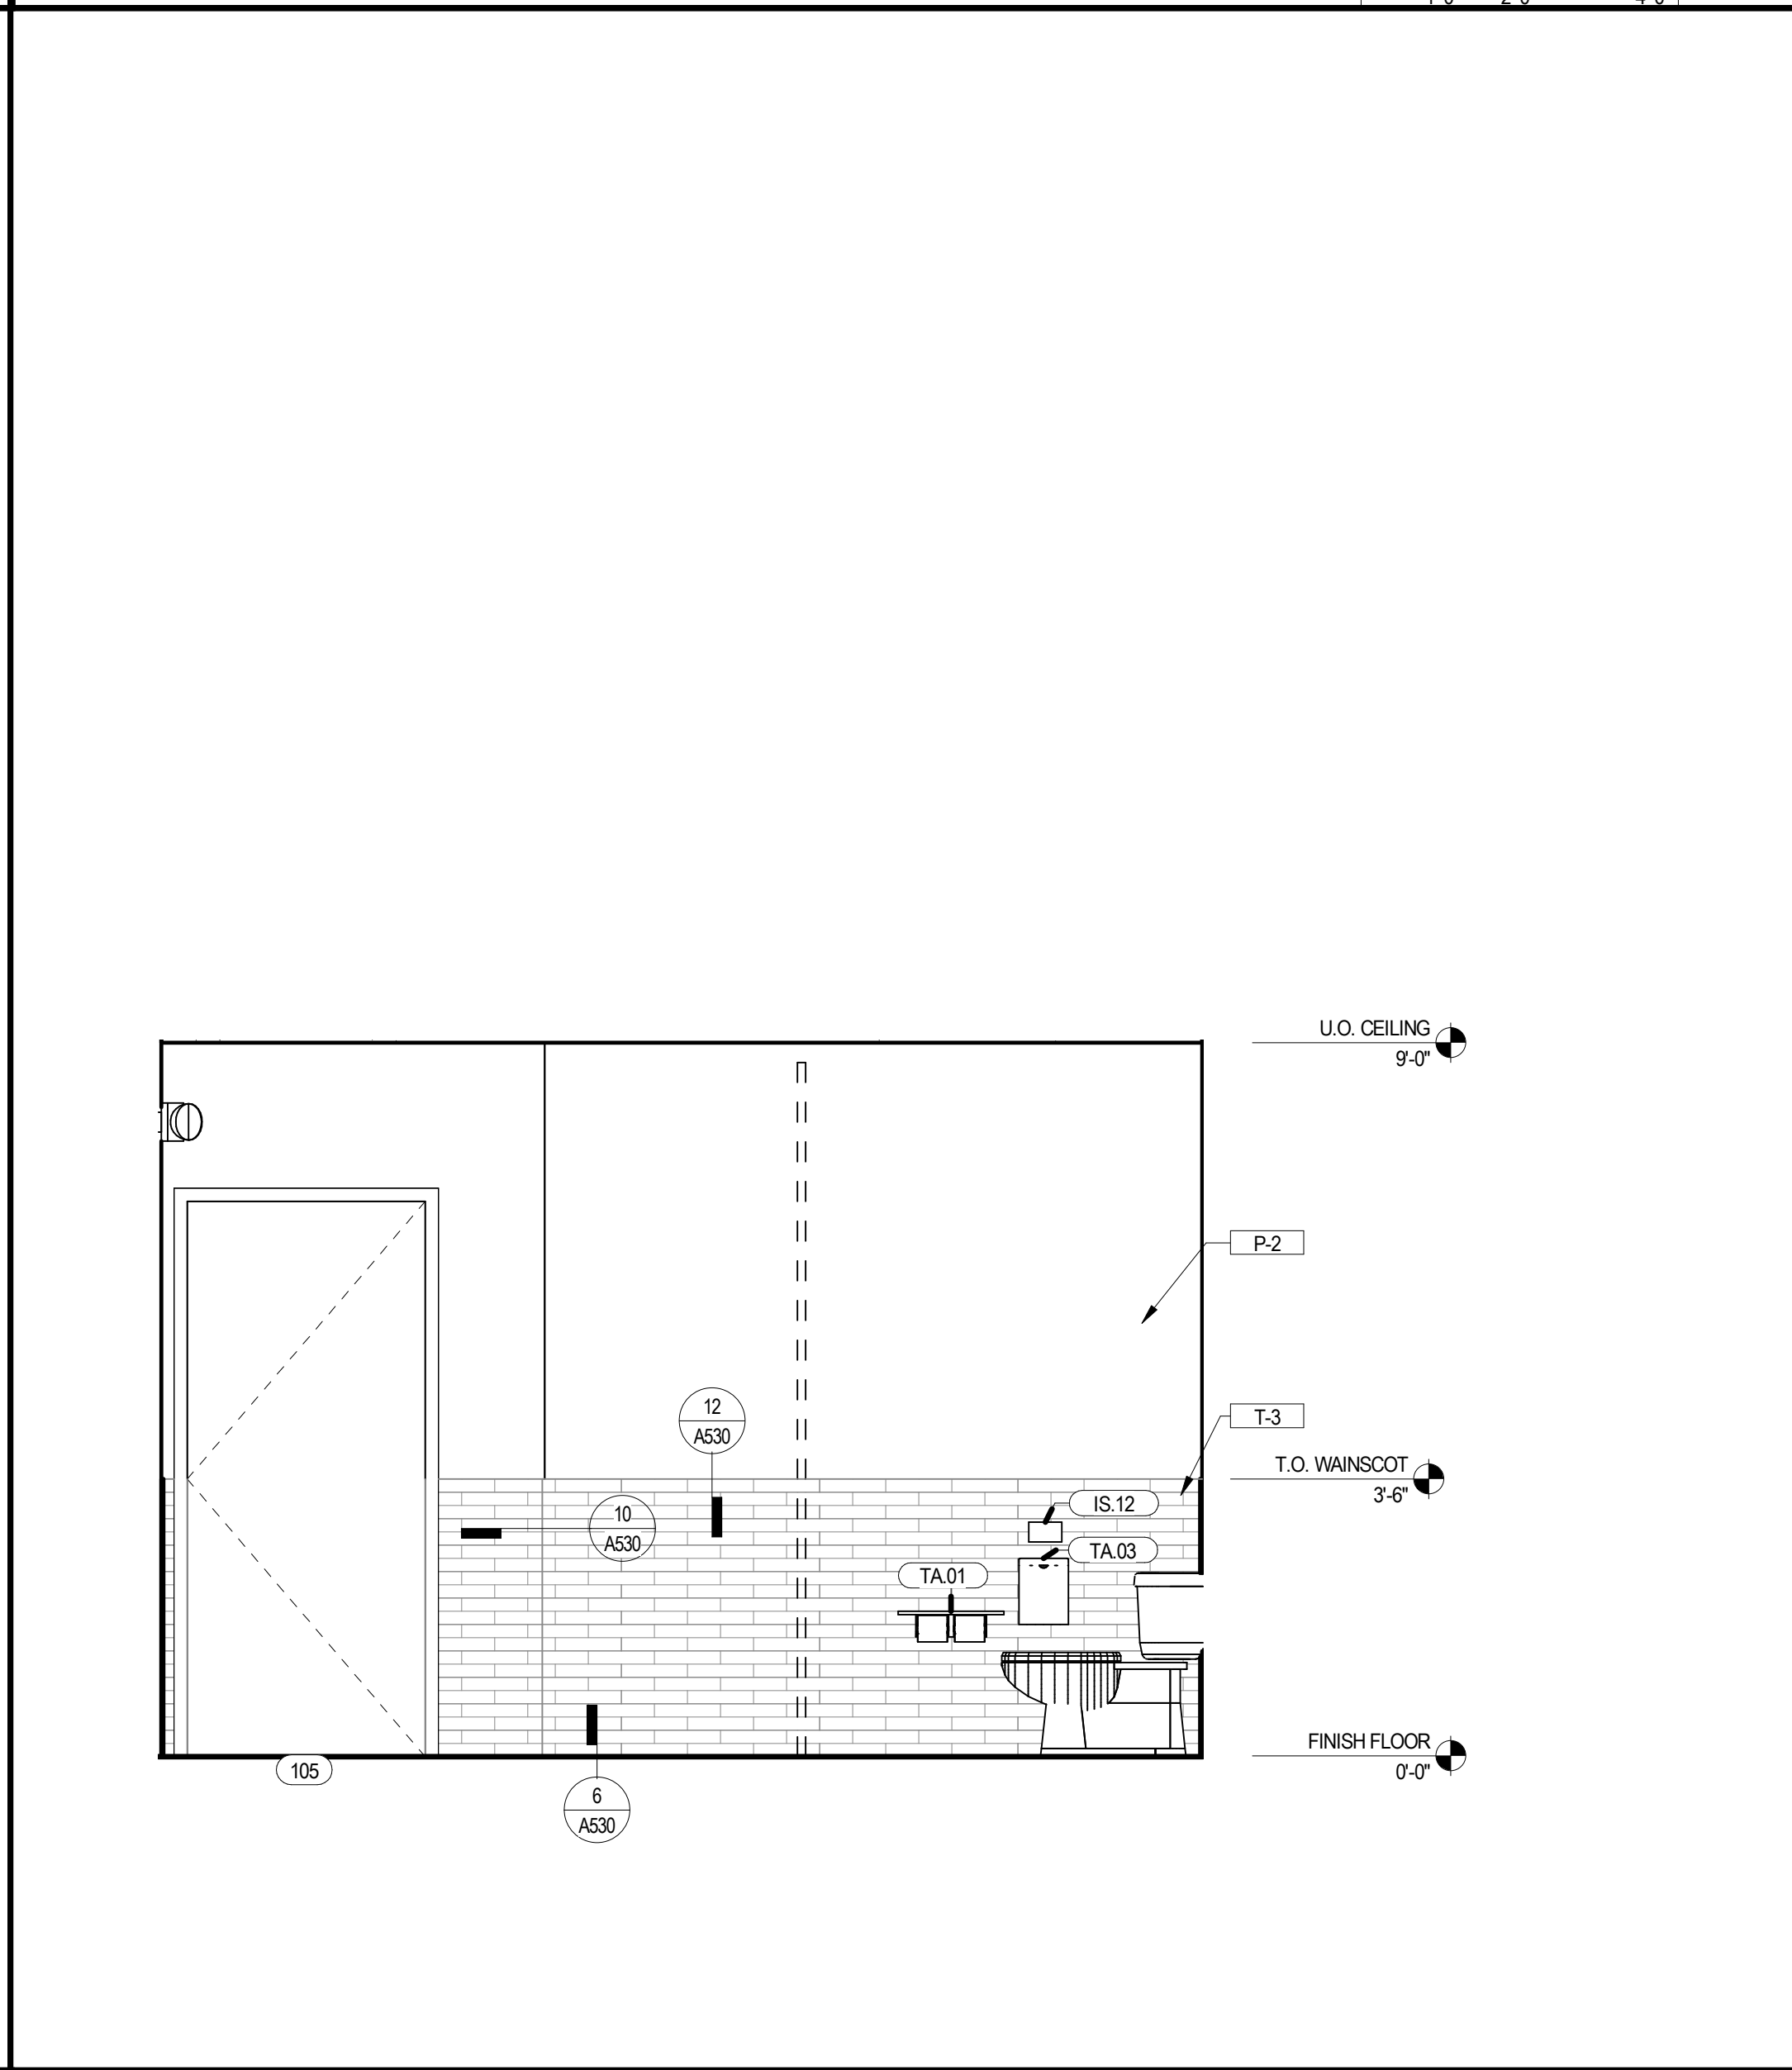 U.O. CEILING
9'-0"
P-2
12
A530
T-3
T.O. WAINSCOT
3'-6"
IS.12
10
A530
TA.03
TA.01
FINISH FLOOR
0'-0"
105
6
A530